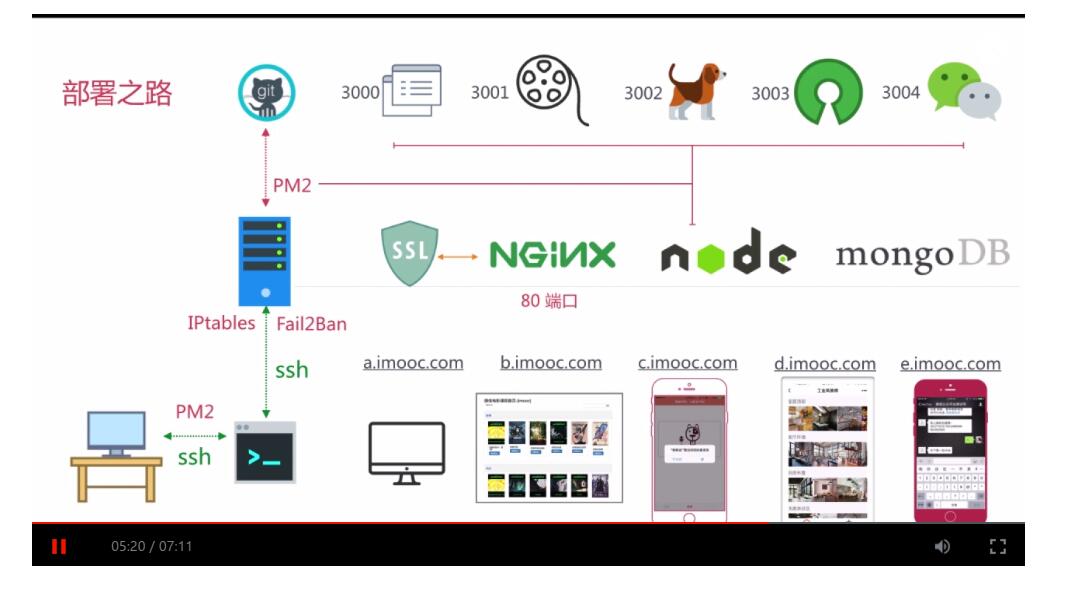 部署之路
git
3000
3001
3002
3003
3004
PM2
SSL
NGiNX
node
mongoDB
80 端口
IPtables
Fail2Ban
ssh
a.imooc.com
b.imooc.com
c.imooc.com
d.imooc.com
e.imooc.com
PM2
ssh
05:20 / 07:11